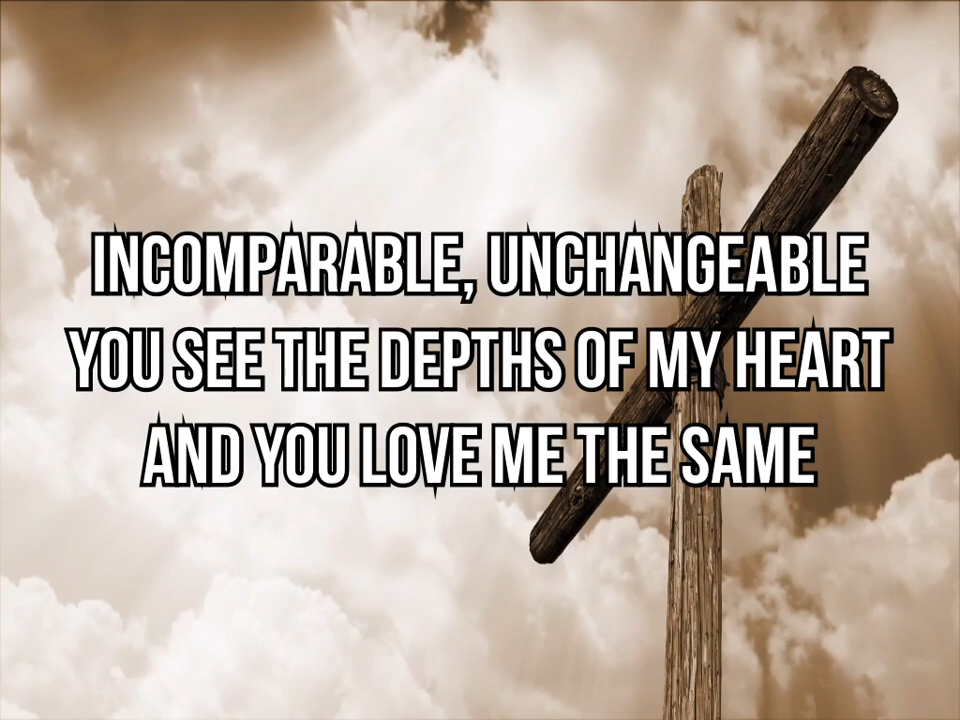 INCOMPARABLE, UNCHANGEABLE
YOU SEE THE DEPTHS OF MY HEART
AND YOU LOVE ME THE SAME